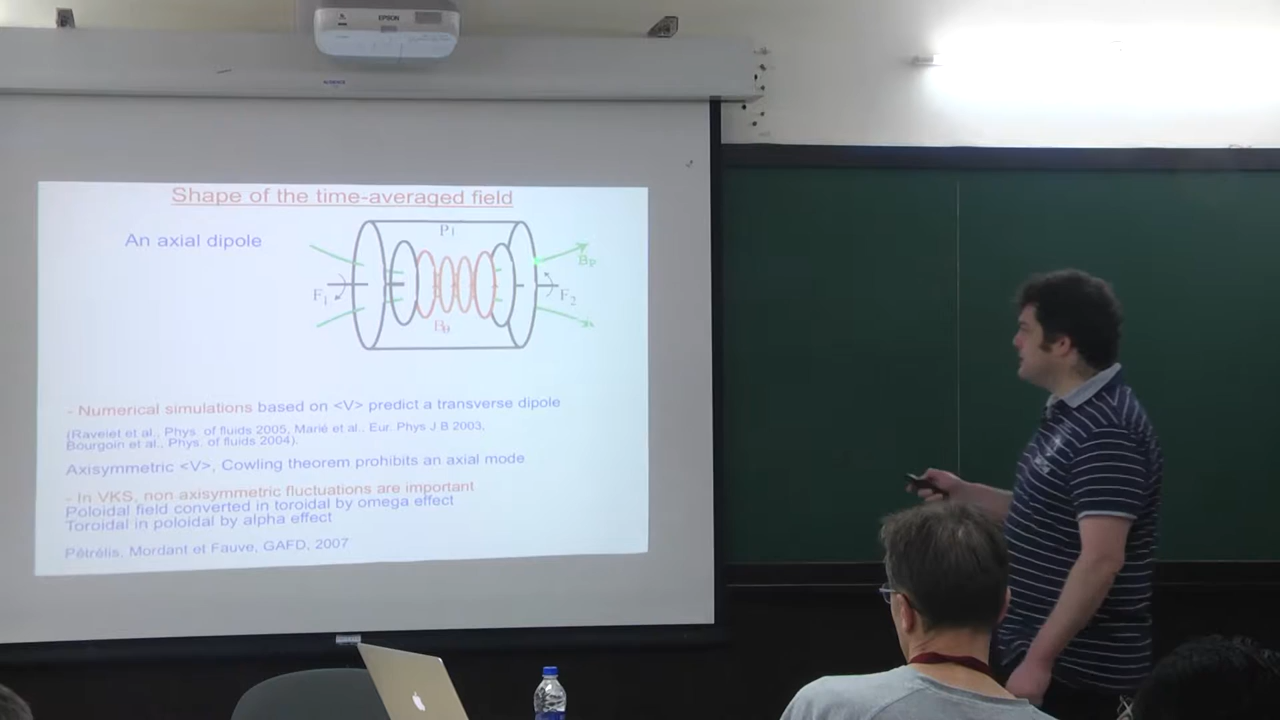 EPSON
Shape of the time-averaged field
An axial dipole
P1
BP
F1
F2
Bθ
- Numerical simulations based on <V> predict a transverse dipole
(Ravelet et al., Phys. of fluids 2005, Marié et al., Eur. Phys J B 2003,
Bourgoin et al., Phys. of fluids 2004).
Axisymmetric <V>, Cowling theorem prohibits an axial mode
- In VKS, non axisymmetric fluctuations are important
Poloidal field converted in toroidal by omega effect
Toroidal in poloidal by alpha effect
Pétrélis, Mordant et Fauve, GAFD, 2007